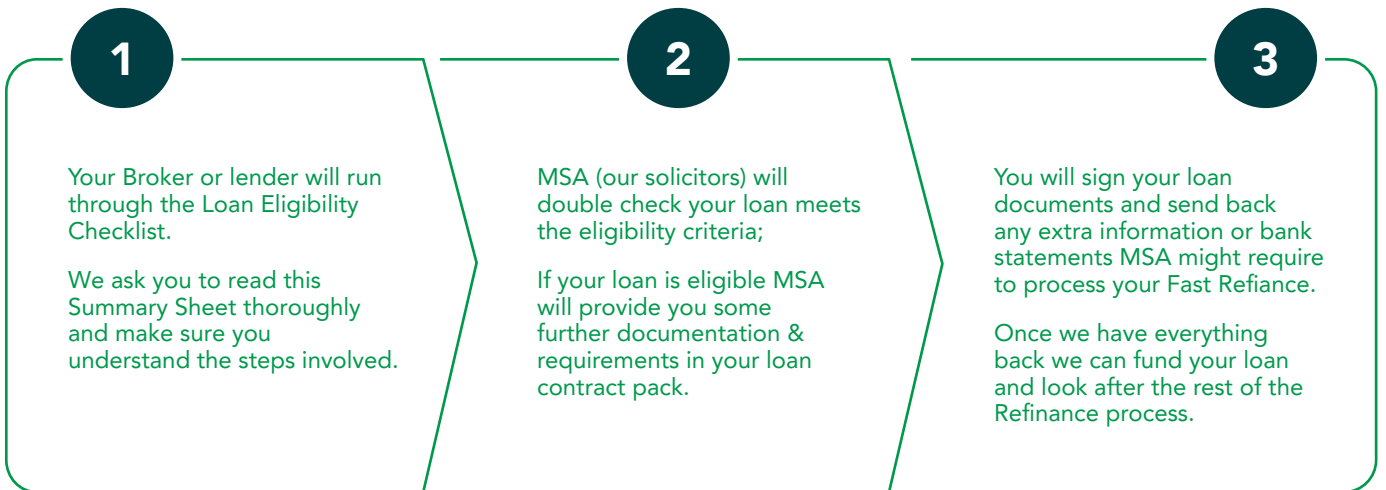 1
Your Broker or lender will run
through the Loan Eligibility
Checklist.
We ask you to read this
Summary Sheet thoroughly
and make sure you
understand the steps involved.
2
MSA (our solicitors) will
double check your loan meets
the eligibility criteria;
If your loan is eligible MSA
will provide you some
further documentation &
requirements in your loan
contract pack.
3
You will sign your loan
documents and send back
any extra information or bank
statements MSA might require
to process your Fast Refiance.
Once we have everything
back we can fund your loan
and look after the rest of the
Refinance process.